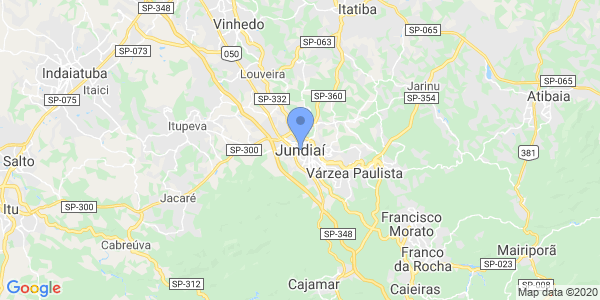 SP-348
Vinhedo
Itatiba
SP-065
SP-063
SP-073
050
Indaiatuba
Louveira
SP-065
Itaici
Jarinu
SP-360
SP-354
Atibaia
SP-075
SP-332
Itupeva
Salto
SP-300
Jundiaí
381
Várzea Paulista
Jacaré
Itu
SP-300
Francisco
Morato
SP-348
Cabreúva
Franco
da Rocha
Mairiporã
SP-023
SP-312
Cajamar
Caieiras
SP-008
Google
Map data ©2020